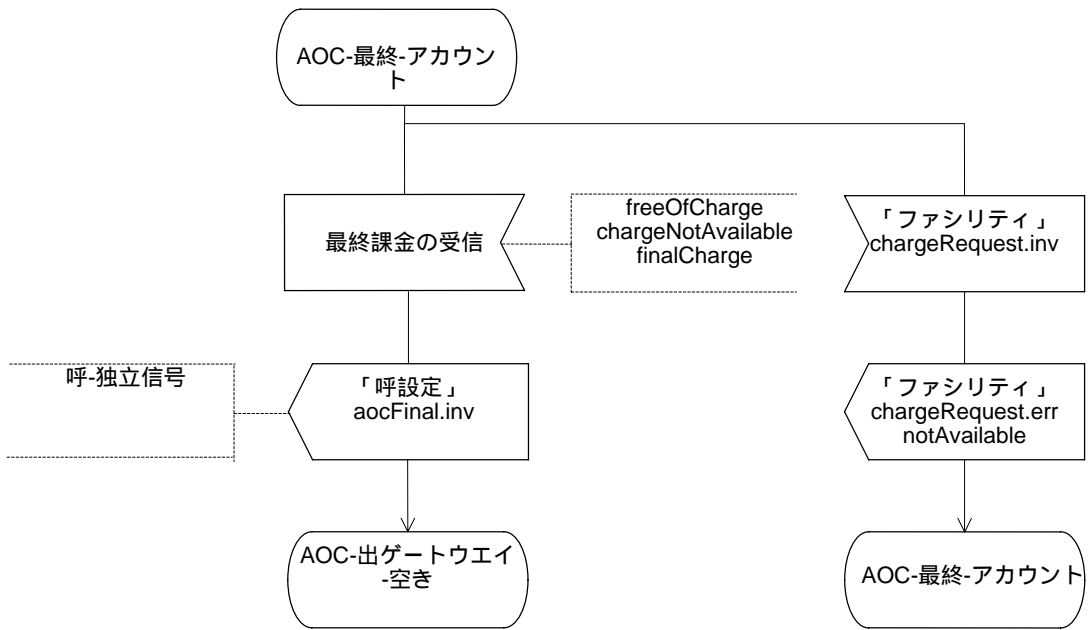 AOC-最終-アカウン
ト
最終課金の受信
freeOfCharge
chargeNotAvailable
finalCharge
「ファシリティ」
chargeRequest.inv
呼-独立信号
「呼設定」
aocFinal.inv
「ファシリティ」
chargeRequest.err
notAvailable
AOC-出ゲートウエイ
-空き
AOC-最終-アカウント